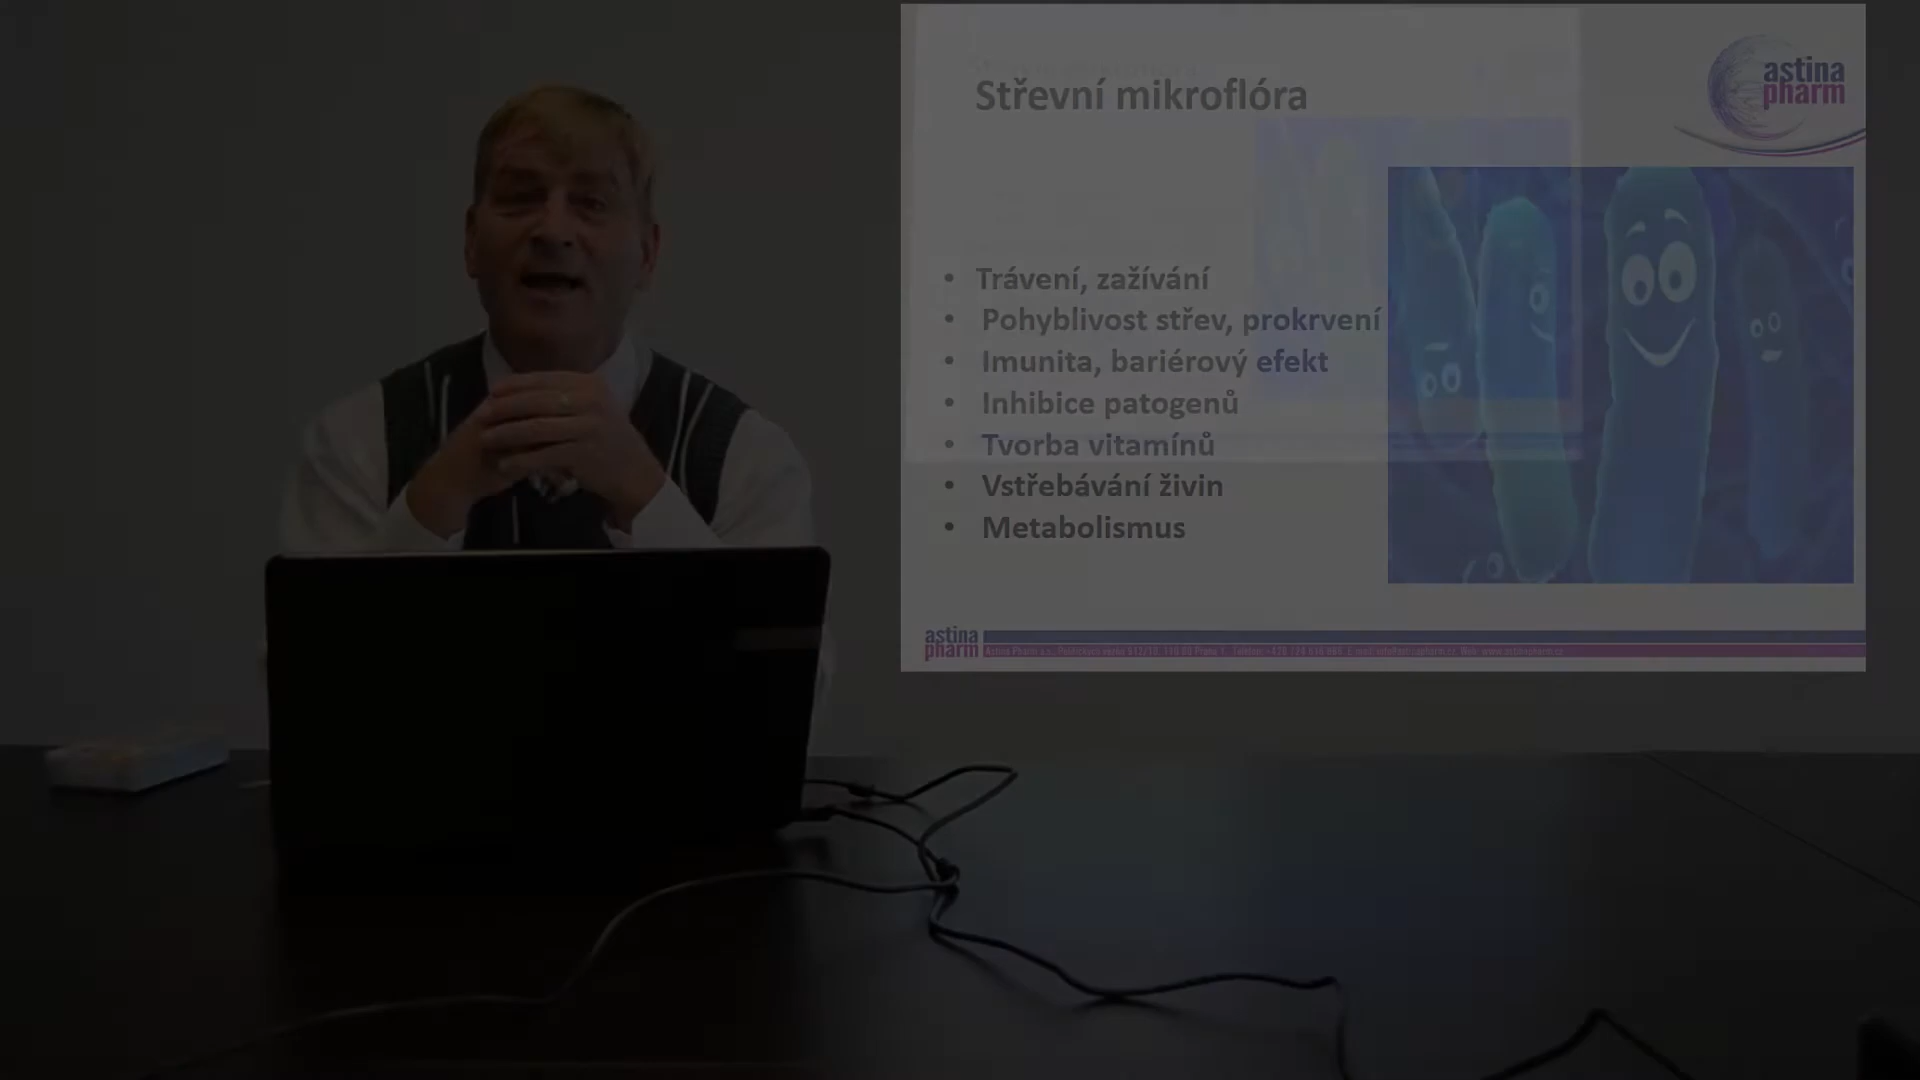 Střevní mikroflóra
astina
pharm
• Trávení, zažívání
• Pohyblivost střev, prokrvení
• Imunita, bariérový efekt
• Inhibice patogenů
• Tvorba vitamínů
• Vstřebávání živin
• Metabolismus
astina
pharm